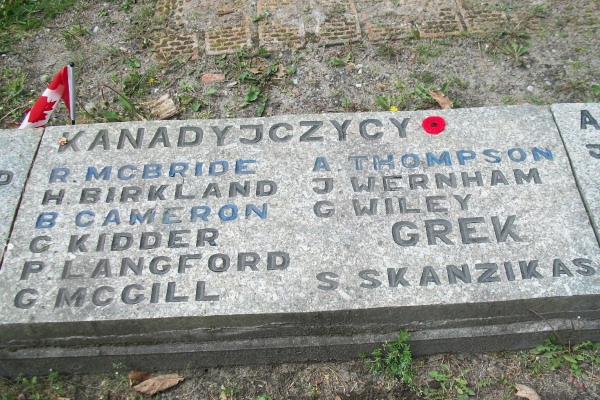 KANADYJCZYCY
R. MCBRIDE
H. BIRKLAND
B. CAMERON
G. KIDDER
P. LANGFORD
G. MCGILL
A. THOMPSON
J. WERNHAM
G. WILEY
GREK
S. SKANZIKAS